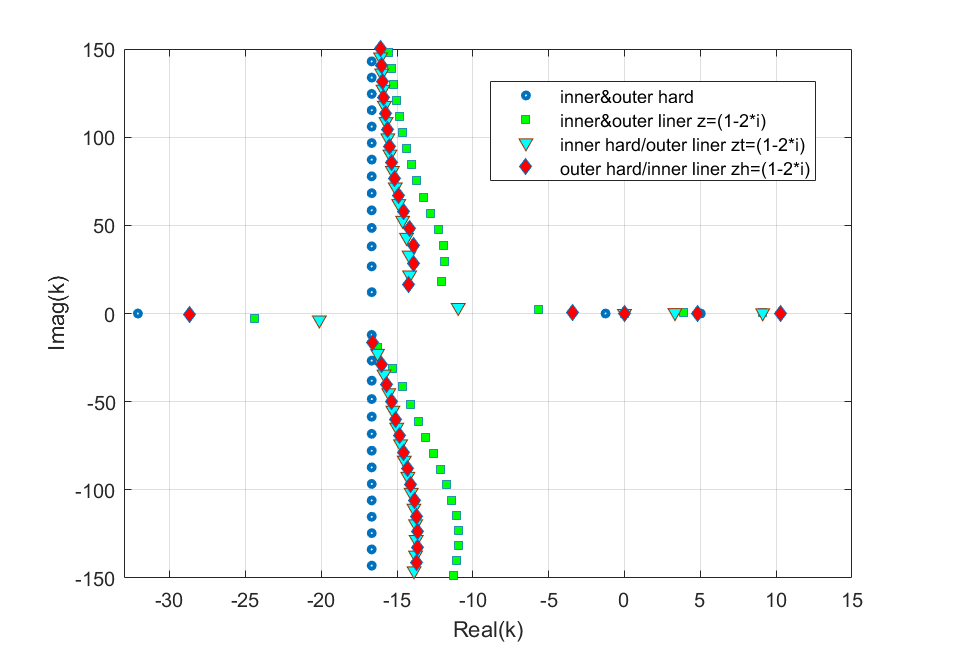 150
100
50
0
-50
-100
-150
Imag(k)
inner&outer hard
inner&outer liner z=(1-2*i)
inner hard/outer liner zt=(1-2*i)
outer hard/inner liner zh=(1-2*i)
-30 -25 -20 -15 -10 -5 0 5 10 15
Real(k)